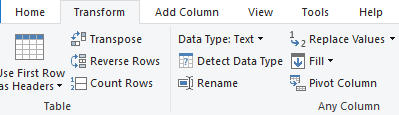 Home Transform Add Column View Tools Help
Transpose Data Type: Text Replace Values
Use First Row Reverse Rows Detect Data Type Fill
as Headers Count Rows Rename Pivot Column
Table Any Column